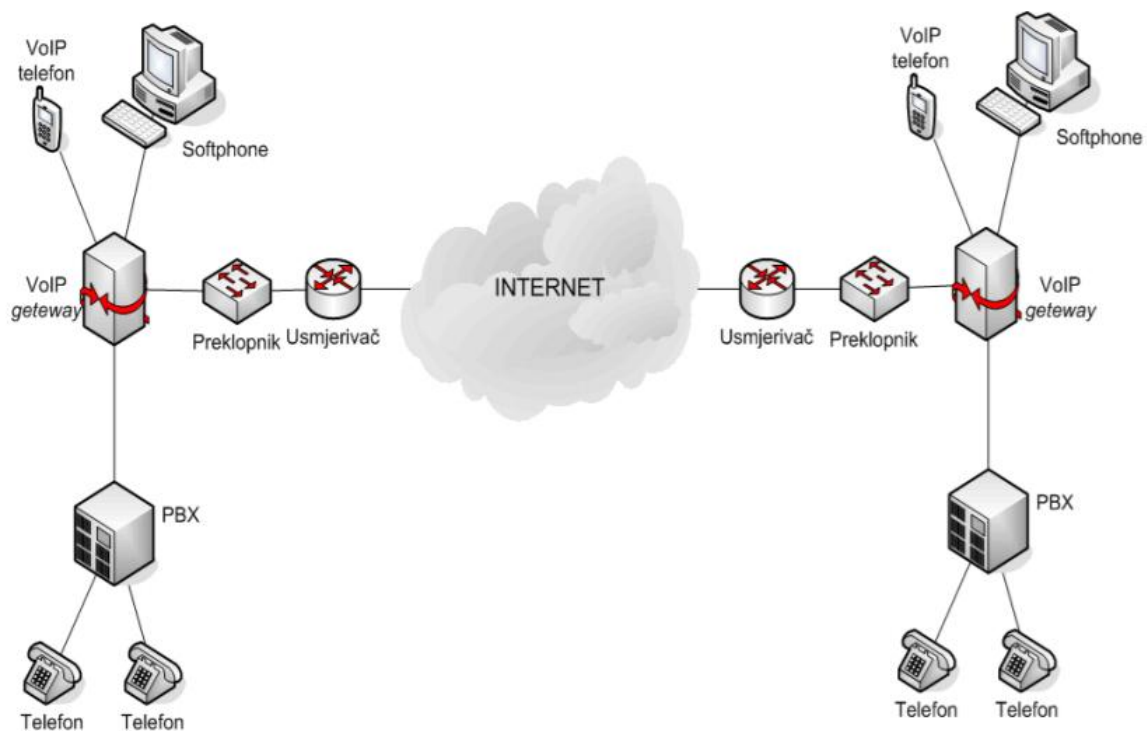 VoIP
telefon
Softphone
VoIP
geteway
Preklopnik
Usmjerivač
PBX
Telefon
Telefon
INTERNET
VoIP
telefon
Softphone
Usmjerivač
Preklopnik
VoIP
geteway
PBX
Telefon
Telefon